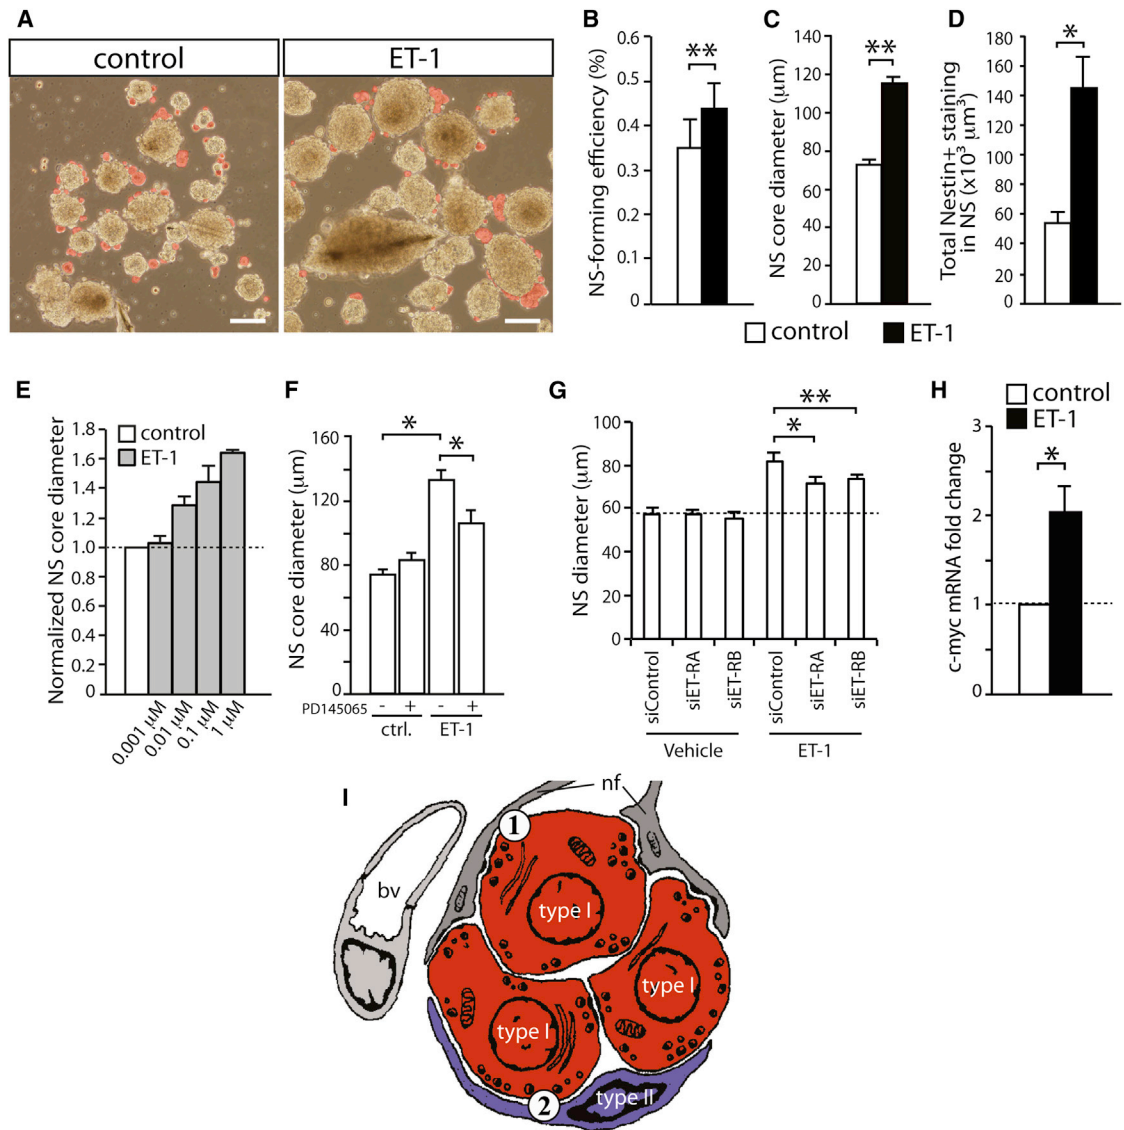 A
control
ET-1
B
NS-forming efficiency (%)
0.6
0.5
0.4
0.3
0.2
0.1
0
**
C
NS core diameter (μm)
140
120
100
80
60
40
20
0
**
D
Total Nestin+ staining
in NS (x10³ μm³)
180
160
140
120
100
80
60
40
20
0
*
control
ET-1
E
Normalized NS core diameter
1.8
1.6
1.4
1.2
1.0
0.8
0.6
0.4
0.2
0
control
ET-1
0.001 μM
0.01 μM
0.1 μM
1 μM
F
NS core diameter (μm)
160
120
80
40
0
*
*
PD145065 - + - +
ctrl. ET-1
G
NS diameter (μm)
100
80
60
40
20
0
**
*
siControl
siET-RA
siET-RB
siControl
siET-RA
siET-RB
Vehicle ET-1
H
control
ET-1
c-myc mRNA fold change
3
2
1
0
*
I
nf
1
bv
type I
type I
type I
type II
2